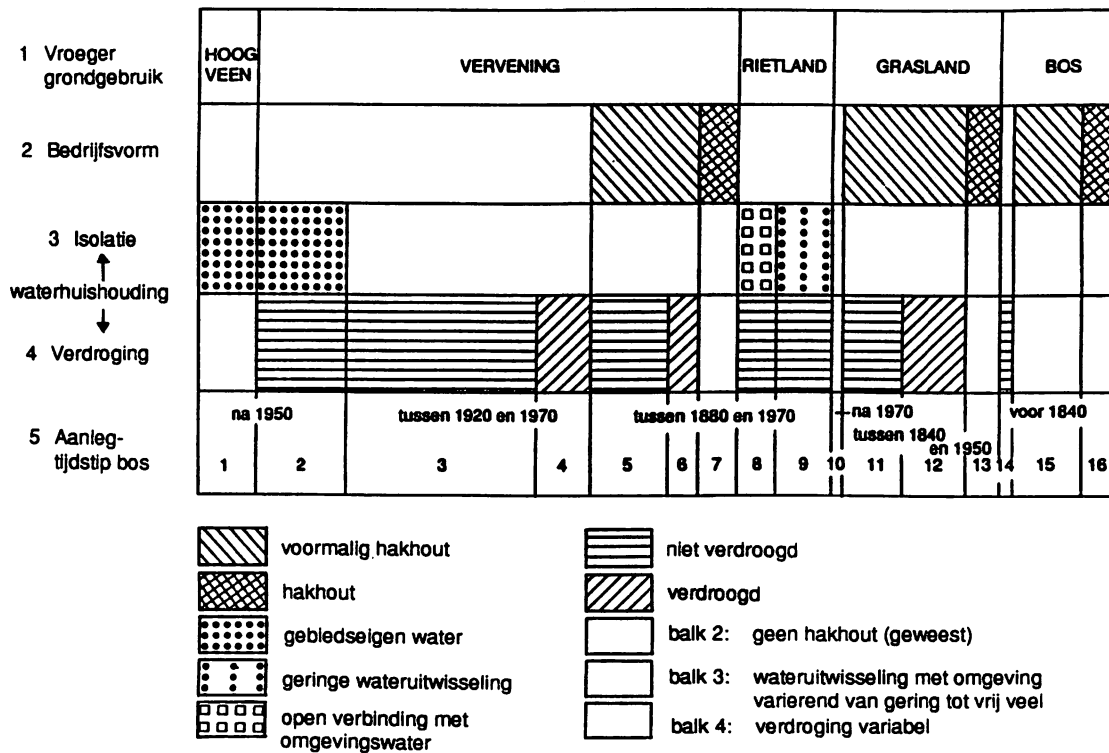 1 Vroeger
grondgebruik
HOOG
VEEN
VERVENING
RIETLAND
GRASLAND
BOS
2 Bedrijfsvorm
3 Isolatie
waterhuishouding
4 Verdroging
5 Aanleg-
tijdstip bos
na 1950
tussen 1920 en 1970
tussen 1880 en 1970
na 1970
tussen 1840
en 1950
voor 1840
1 2 3 4 5 6 7 8 9 10 11 12 13 14 15 16
voormalig hakhout
hakhout
gebiedseigen water
geringe wateruitwisseling
open verbinding met
omgevingswater
niet verdroogd
verdroogd
balk 2: geen hakhout (geweest)
balk 3: wateruitwisseling met omgeving
varierend van gering tot vrij veel
balk 4: verdroging variabel